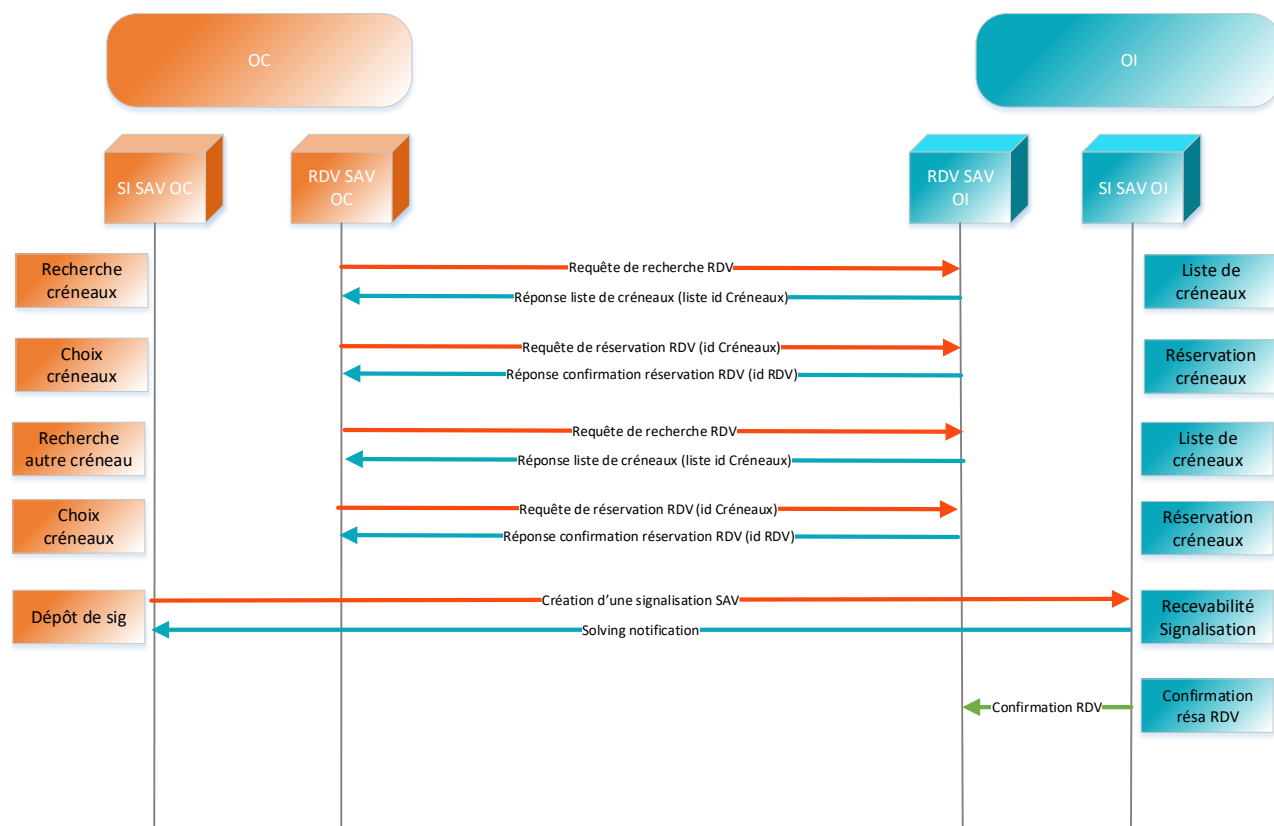 OC
OI
SI SAV OC
RDV SAV
OC
RDV SAV
OI
SI SAV OI
Recherche
créneaux
Requête de recherche RDV
Réponse liste de créneaux (liste id Créneaux)
Liste de
créneaux
Choix
créneaux
Requête de réservation RDV (id Créneaux)
Réponse confirmation réservation RDV (id RDV)
Réservation
créneaux
Recherche
autre créneau
Requête de recherche RDV
Réponse liste de créneaux (liste id Créneaux)
Liste de
créneaux
Choix
créneaux
Requête de réservation RDV (id Créneaux)
Réponse confirmation réservation RDV (id RDV)
Réservation
créneaux
Dépôt de sig
Création d’une signalisation SAV
Solving notification
Recevabilité
Signalisation
Confirmation RDV
Confirmation
résa RDV